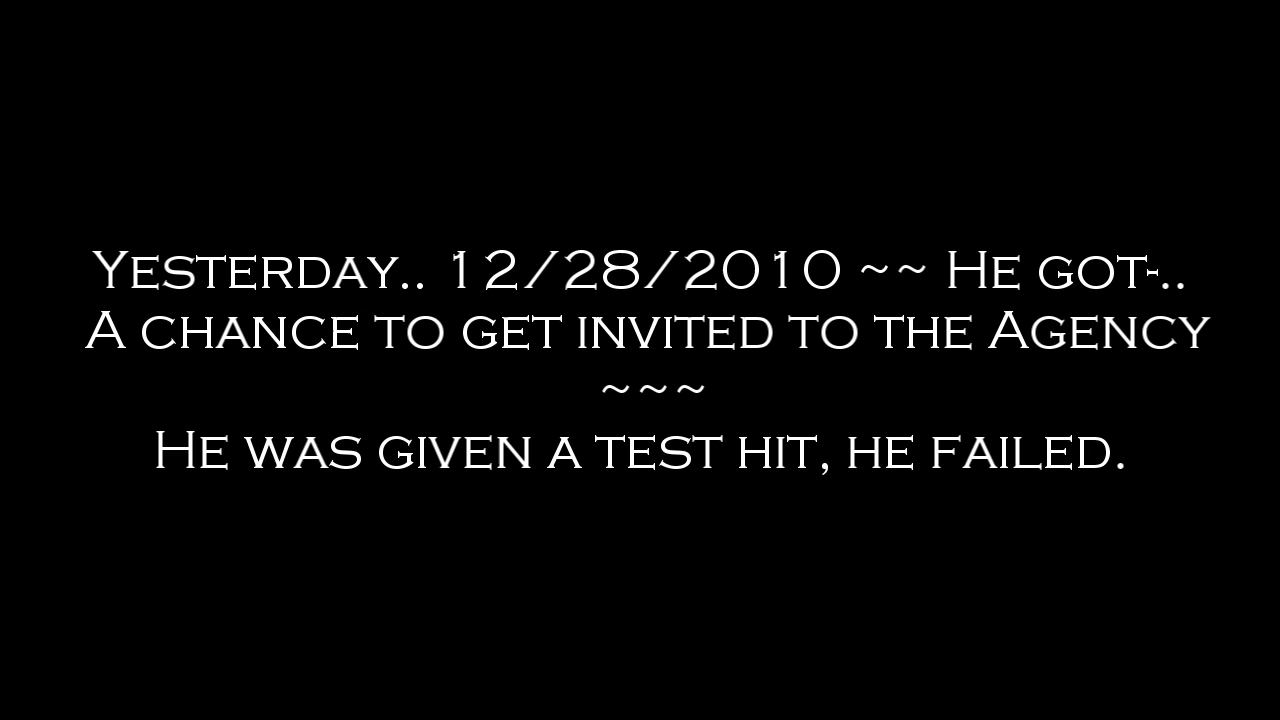 Yesterday.. 12/28/2010 ~~ He got-..
A chance to get invited to the Agency
~~~
He was given a test hit, he failed.